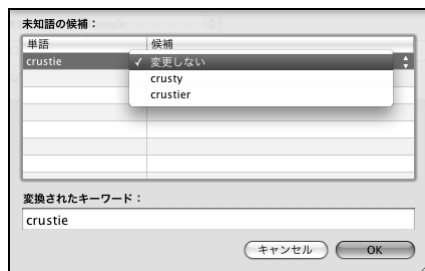 未知語の候補：
単語 候補
crustie ✓ 変更しない
crusty
crustier
変換されたキーワード：
crustie
キャンセル OK